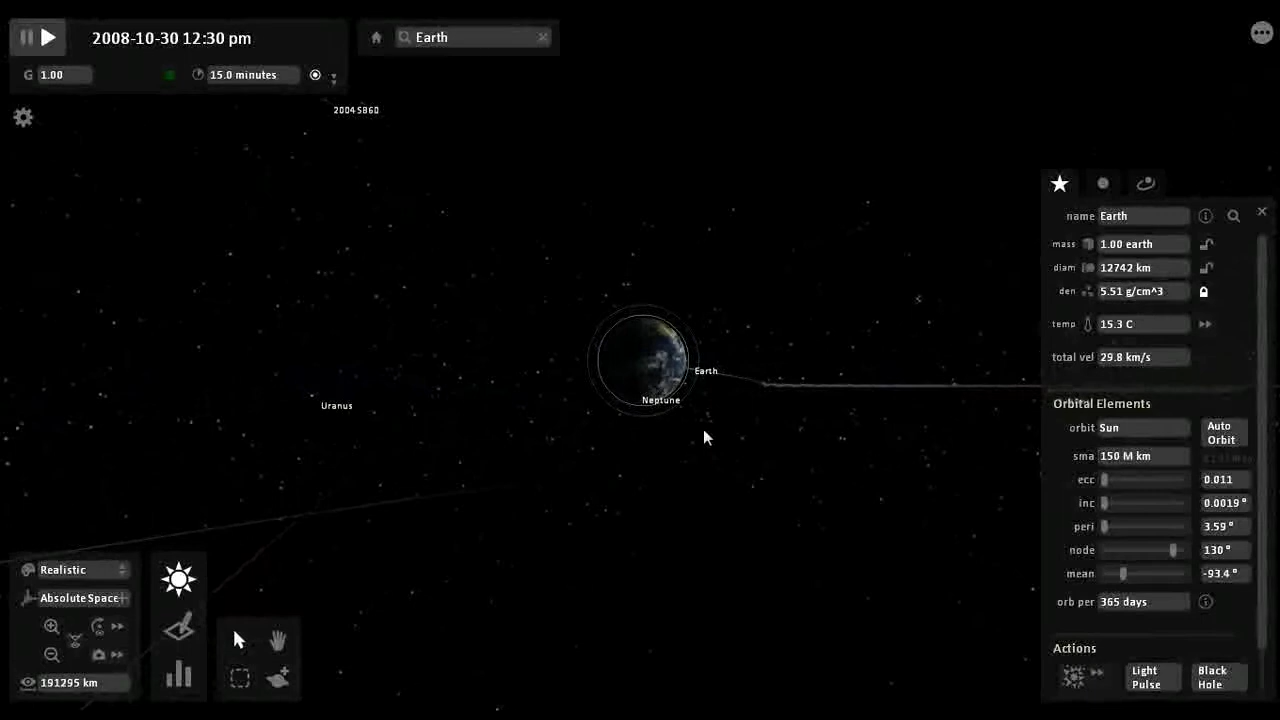 2008-10-30 12:30 pm
Earth
G 1.00
15.0 minutes
2004 SB60
name Earth
mass 1.00 earth
diam 12742 km
den 5.51 g/cm^3
temp 15.3 C
total vel 29.8 km/s
Earth
Neptune
Uranus
Orbital Elements
orbit Sun
Auto
Orbit
sma 150 M km
ecc 0.011
inc 0.0019°
peri 3.59°
node 130°
mean -93.4°
orb per 365 days
Actions
Light
Pulse
Black
Hole
Realistic
Absolute Space
191295 km